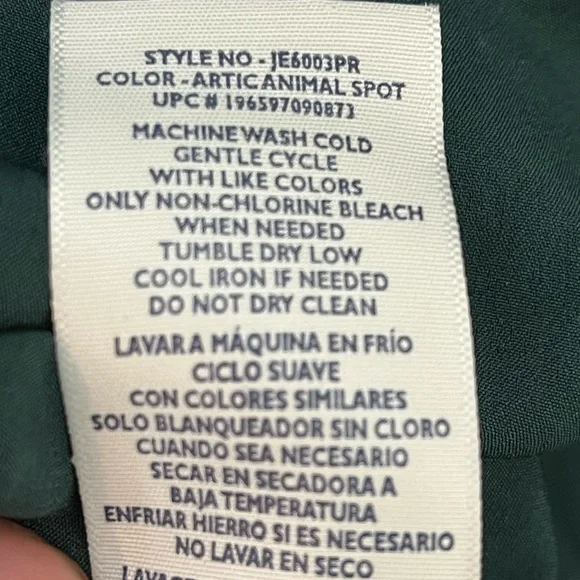 STYLE NO - JE6003PR
COLOR - ARTIC ANIMAL SPOT
UPC # 196597090873
MACHINE WASH COLD
GENTLE CYCLE
WITH LIKE COLORS
ONLY NON-CHLORINE BLEACH
WHEN NEEDED
TUMBLE DRY LOW
COOL IRON IF NEEDED
DO NOT DRY CLEAN
LAVAR A MÁQUINA EN FRÍO
CICLO SUAVE
CON COLORES SIMILARES
SOLO BLANQUEADOR SIN CLORO
CUANDO SEA NECESARIO
SECAR EN SECADORA A
BAJA TEMPERATURA
ENFRIAR HIERRO SI ES NECESARIO
NO LAVAR EN SECO